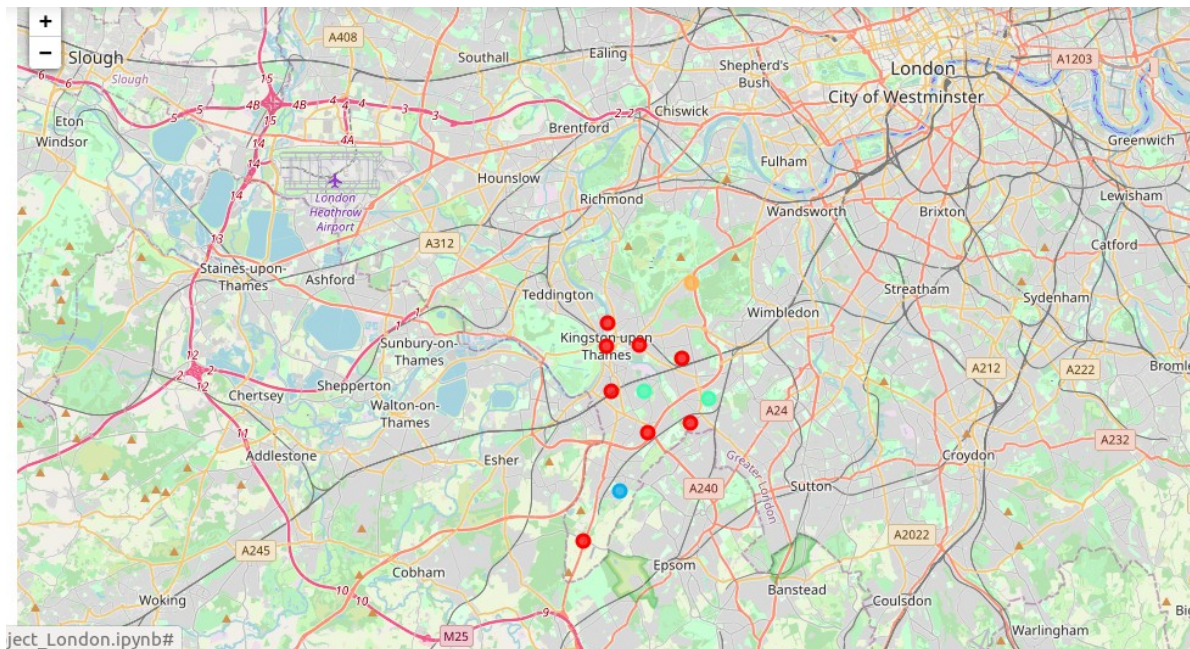 +
−
A408
Southall
Ealing
Shepherd's
Bush
London
A1203
City of Westminster
Slough
Slough
6
6
5
5
15
4B
4B
15
4
4
4
4A
3
3
2
2
Chiswick
Eton
Windsor
14
14
14
Brentford
Greenwich
Fulham
Hounslow
London
Heathrow
Airport
Richmond
Wandsworth
Brixton
Lewisham
13
A312
Catford
Staines-upon-
Thames
Ashford
Teddington
Streatham
Sydenham
Wimbledon
1
1
Sunbury-on-
Thames
Kingston upon
Thames
12
2
2
12
Shepperton
Chertsey
Walton-on-
Thames
A212
A222
Bromle
11
A24
A232
Addlestone
Esher
Croydon
Greater London
A240
Sutton
A245
A2022
Cobham
Epsom
Banstead
10
10
Woking
Coulsdon
9
M25
Warlingham
Big
ject_London.ipynb#